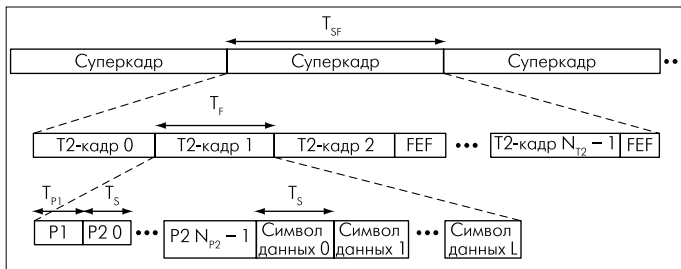 T_SF
Суперкадр Суперкадр Суперкадр ••
T_F
T2-кадр 0 T2-кадр 1 T2-кадр 2 FEF ••• T2-кадр N_T2 – 1 FEF
T_P1 T_S T_S
P1 P2 0 ••• P2 N_P2 – 1 Символ данных 0 Символ данных 1 ••• Символ данных L